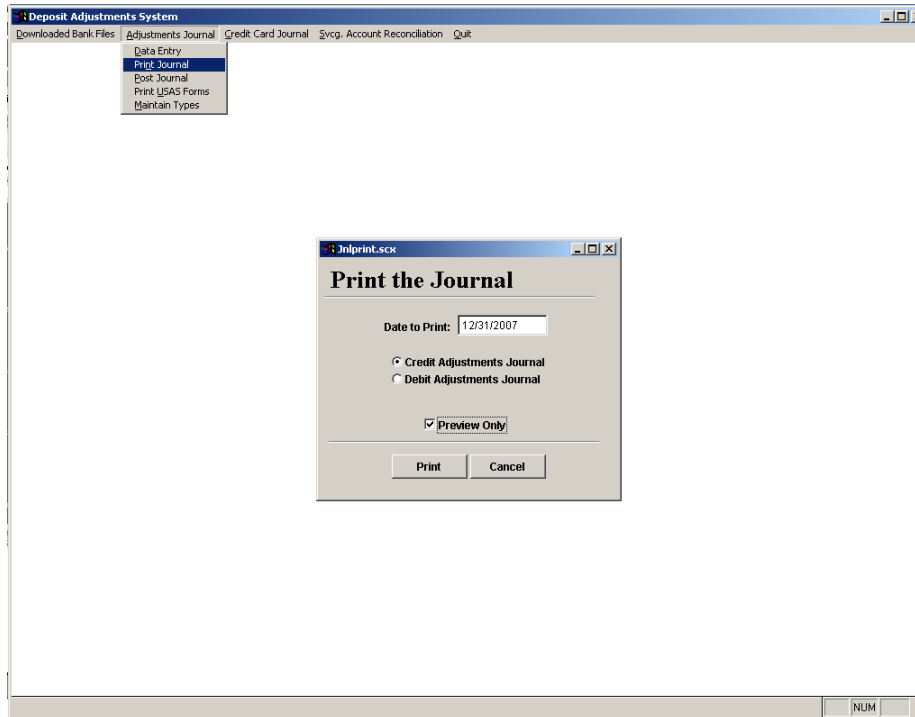 Deposit Adjustments System
Downloaded Bank Files Adjustments Journal Credit Card Journal Svcg. Account Reconciliation Quit
Data Entry
Print Journal
Post Journal
Print USAS Forms
Maintain Types
Jnlprint.scx
Print the Journal
Date to Print: 12/31/2007
Credit Adjustments Journal
Debit Adjustments Journal
Preview Only
Print Cancel
NUM